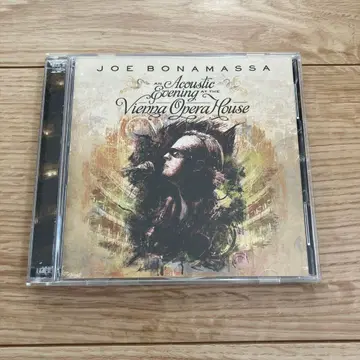 JOE BONAMASSA
AN Acoustic
Evening AT THE
Vienna Opera House